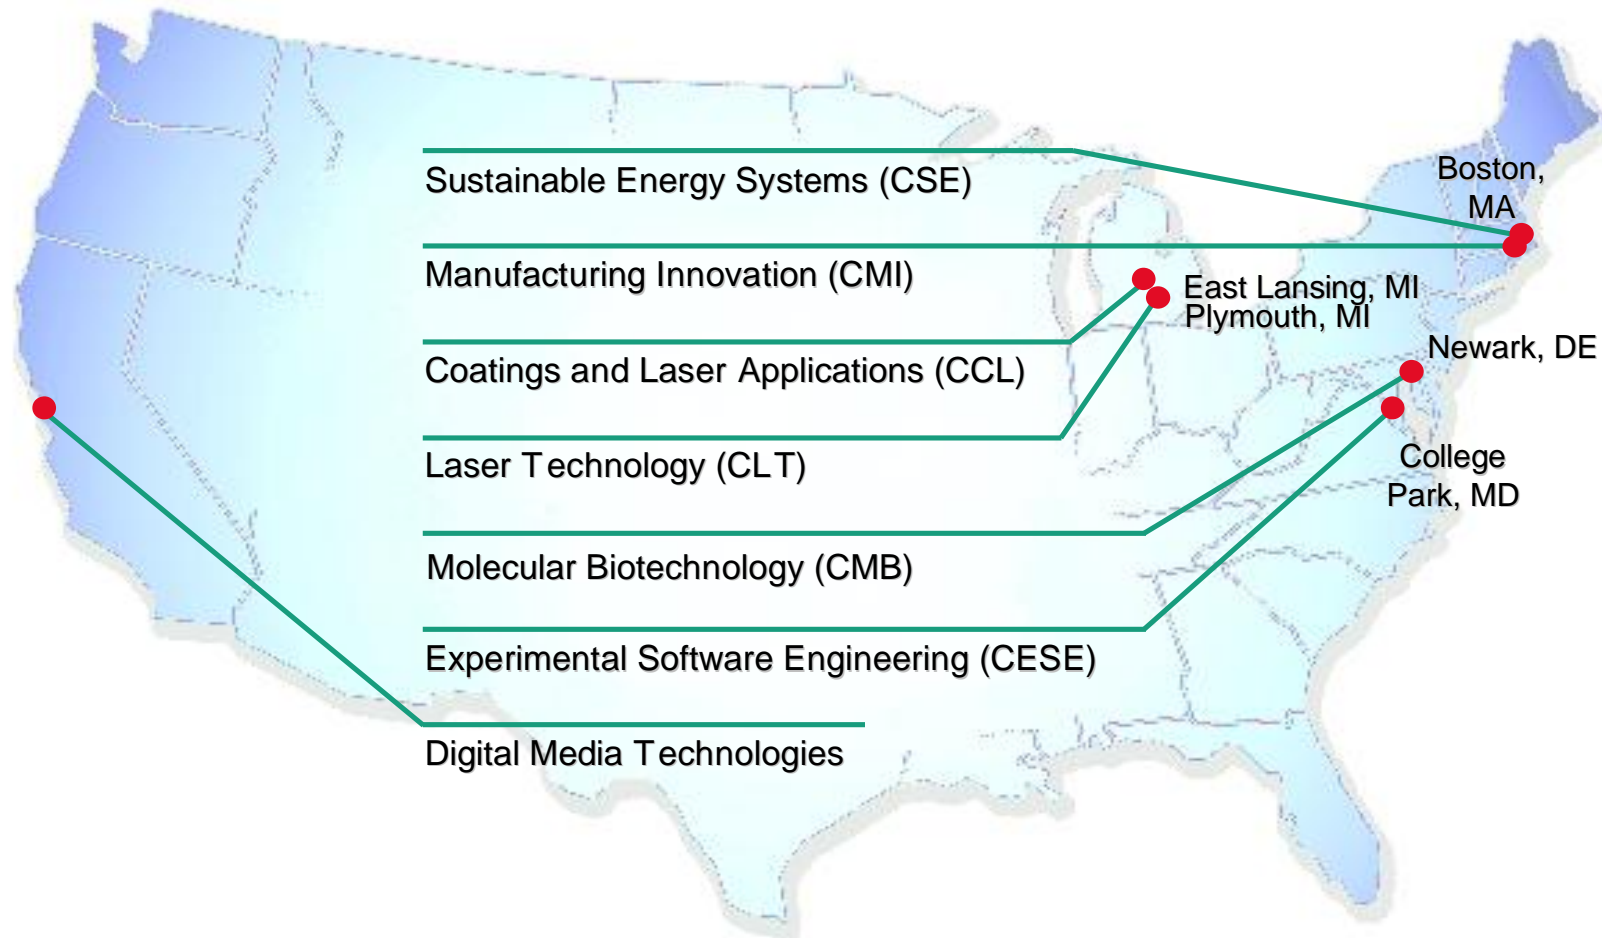 Sustainable Energy Systems (CSE)
Boston,
MA
Manufacturing Innovation (CMI)
East Lansing, MI
Plymouth, MI
Newark, DE
Coatings and Laser Applications (CCL)
Laser Technology (CLT)
College
Park, MD
Molecular Biotechnology (CMB)
Experimental Software Engineering (CESE)
Digital Media Technologies